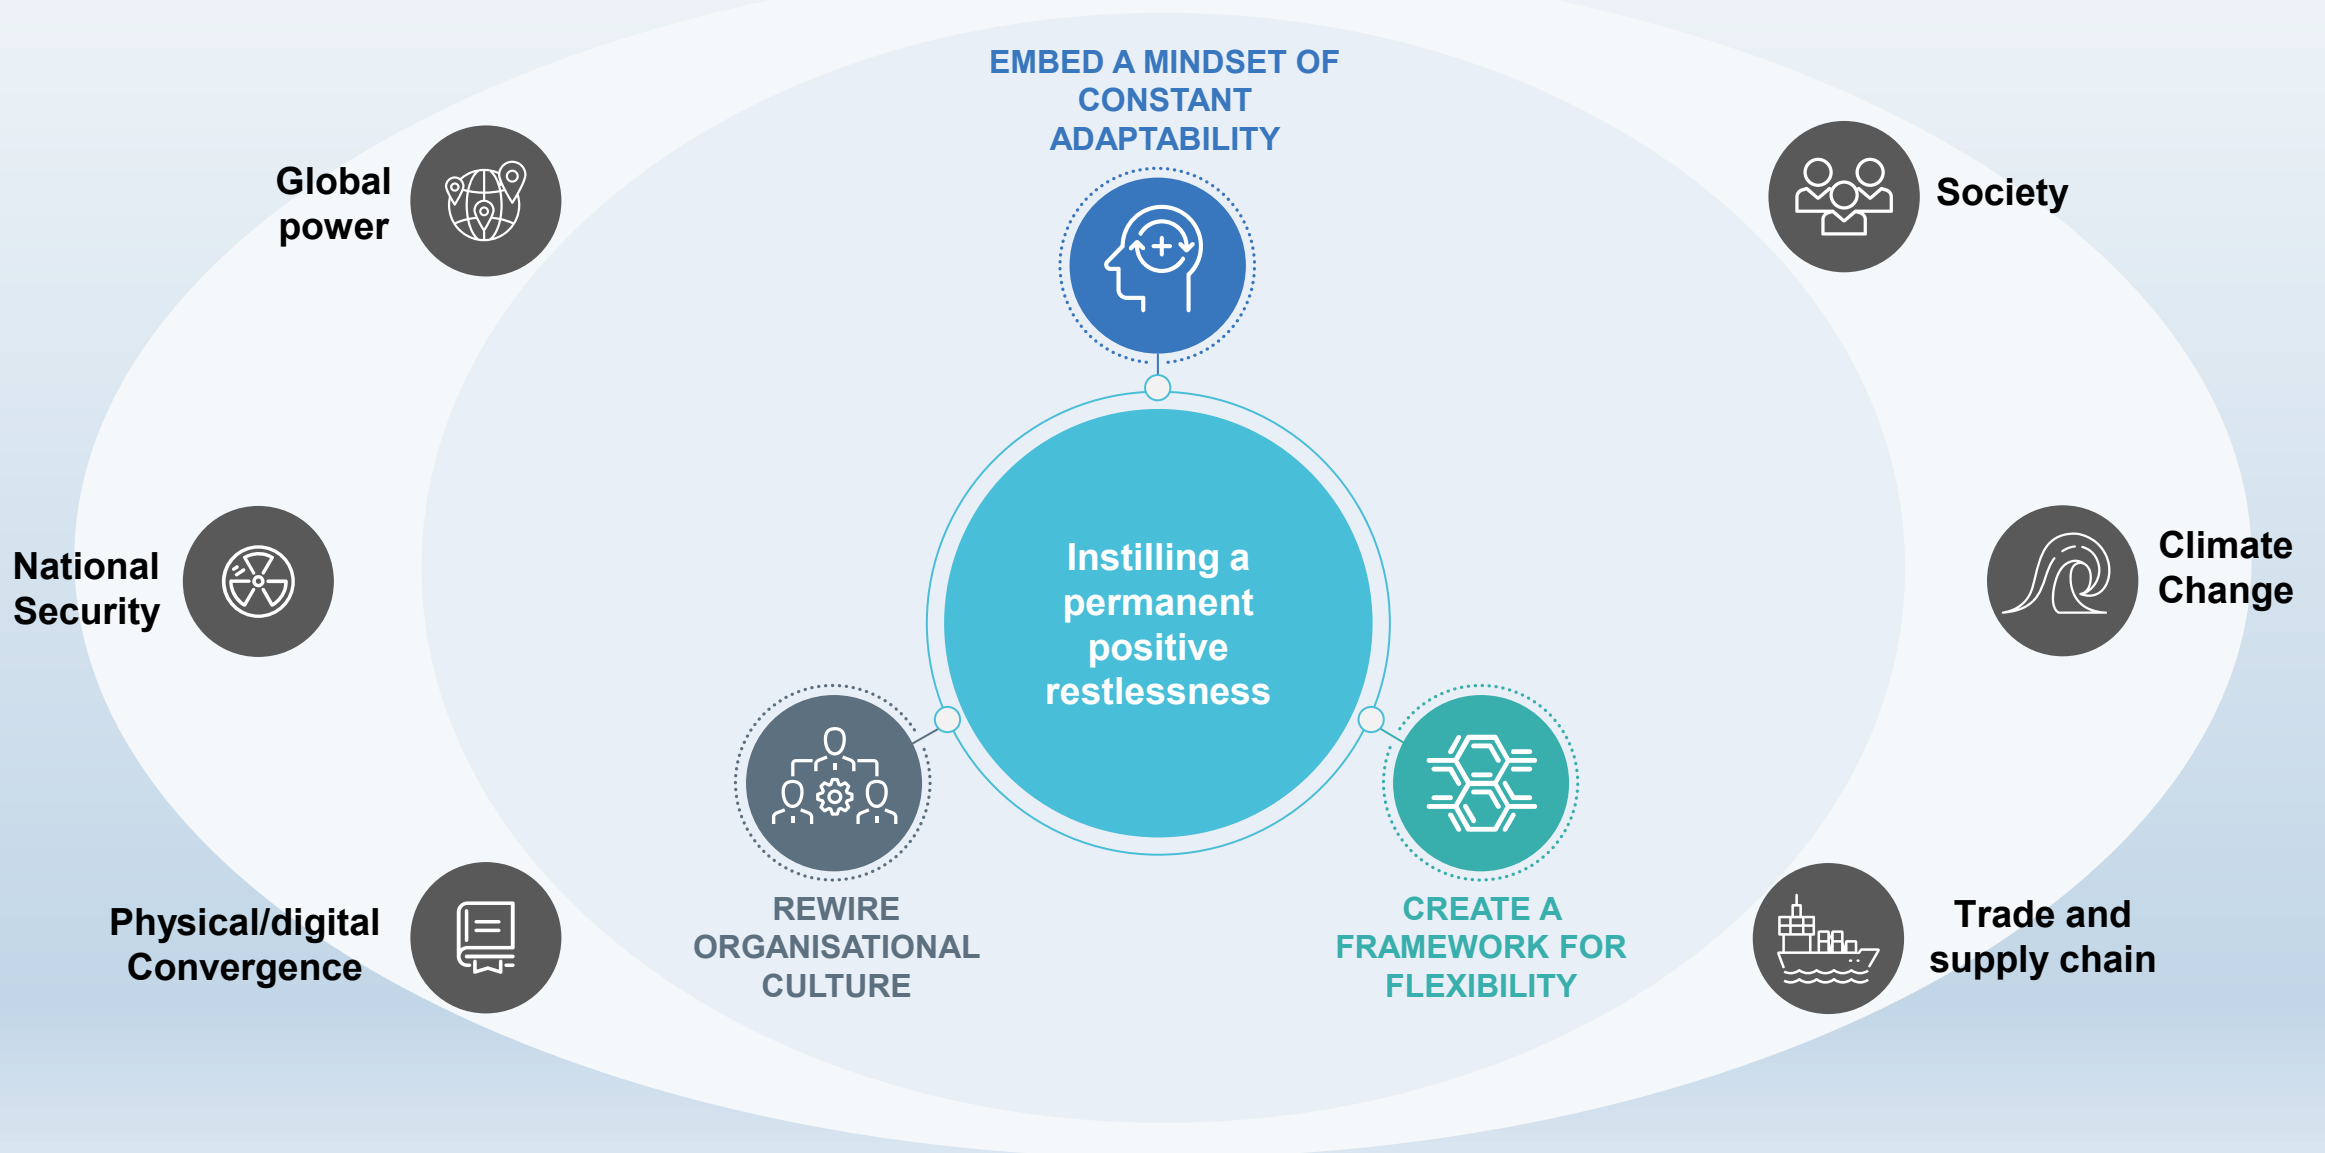 EMBED A MINDSET OF
CONSTANT
ADAPTABILITY
Global
power
Society
National
Security
Instilling a
permanent
positive
restlessness
Climate
Change
Physical/digital
Convergence
REWIRE
ORGANISATIONAL
CULTURE
CREATE A
FRAMEWORK FOR
FLEXIBILITY
Trade and
supply chain